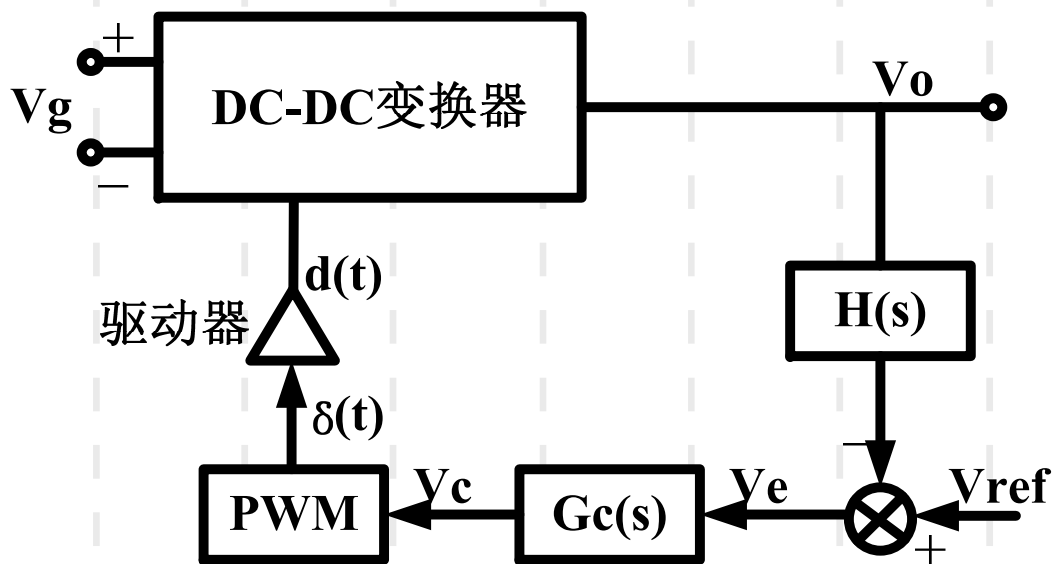 +
Vg
−
DC-DC变换器
Vo
d(t)
驱动器
H(s)
δ(t)
−
Vc
Ve
Vref
PWM
Gc(s)
+